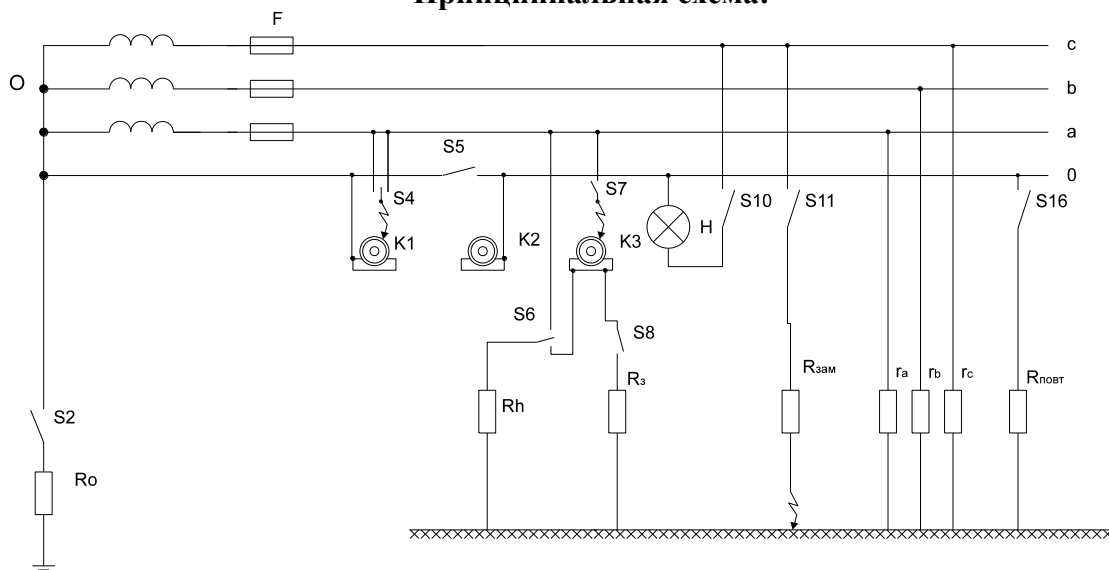 Принципиальная схема:
F
c
O
b
a
S5
0
S4
S7
S10
S11
S16
K1
K2
K3
H
S6
S8
Rзам
ra
rb
rc
Rповт
Rз
Rh
S2
Ro